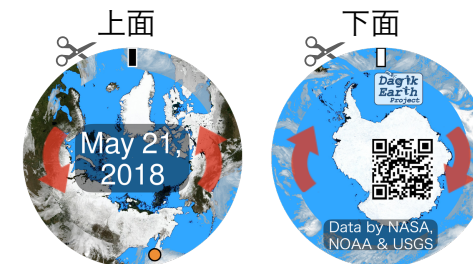 上面
下面
May 21,
2018
Dagik
Earth
Project
Data by NASA,
NOAA & USGS